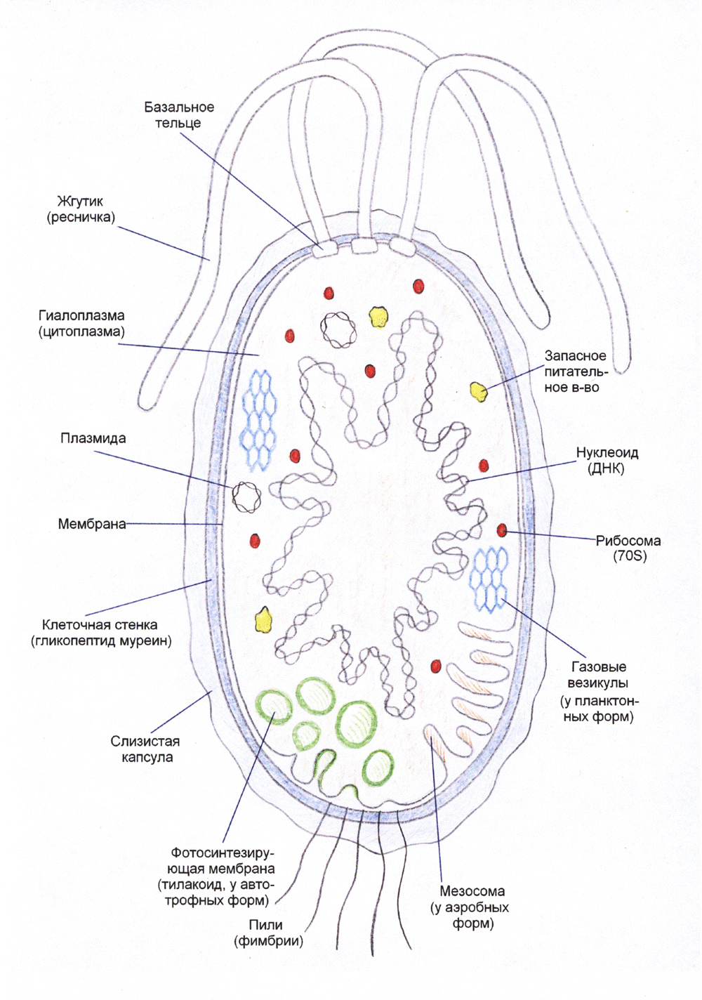 Базальное
тельце
Жгутик
(ресничка)
Гиалоплазма
(цитоплазма)
Запасное
питатель-
ное в-во
Плазмида
Нуклеоид
(ДНК)
Мембрана
Рибосома
(70S)
Клеточная стенка
(гликопептид муреин)
Газовые
везикулы
(у планктон-
ных форм)
Слизистая
капсула
Фотосинтезиру-
ющая мембрана
(тилакоид, у авто-
трофных форм)
Мезосома
(у аэробных
форм)
Пили
(фимбрии)